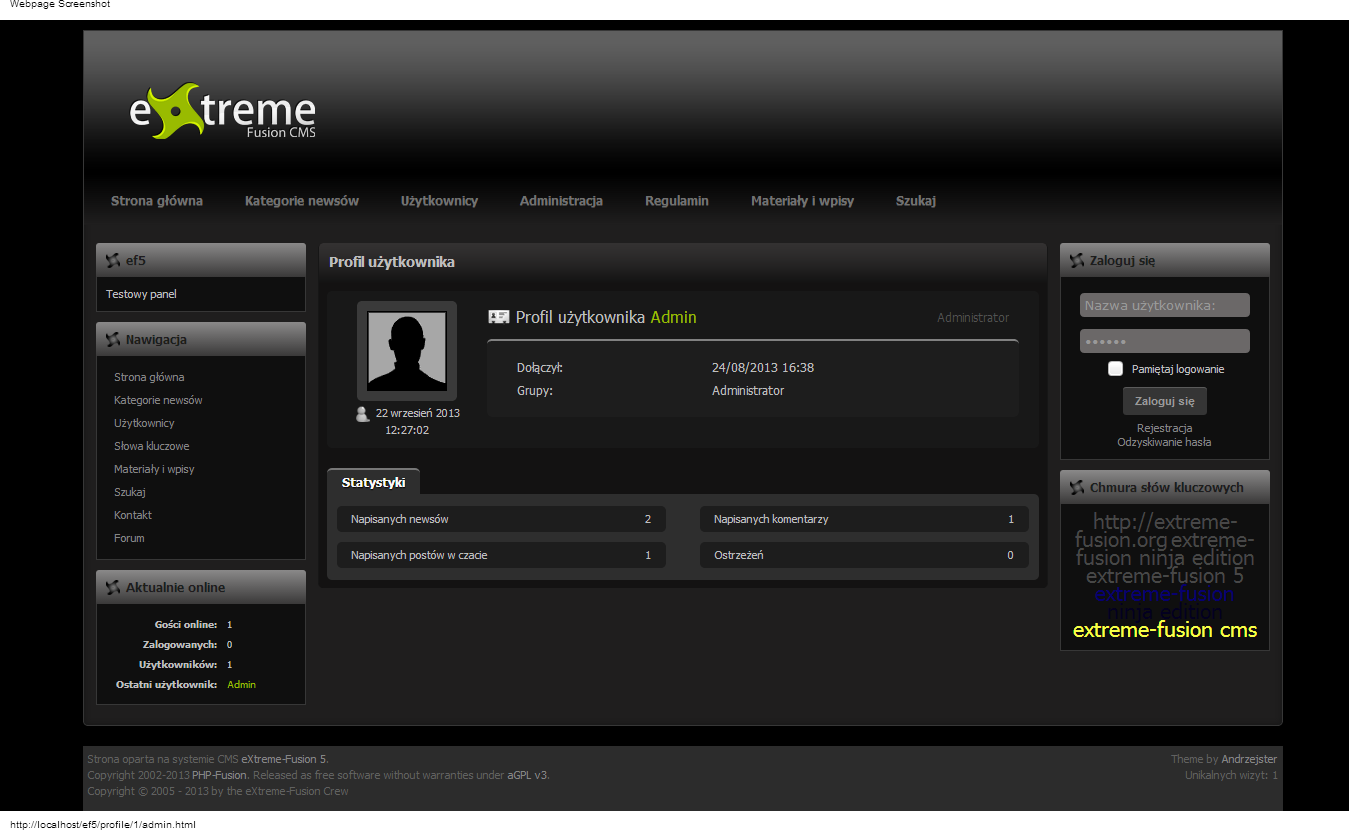 Webpage Screenshot
eXtreme
Fusion CMS
Strona główna Kategorie newsów Użytkownicy Administracja Regulamin Materiały i wpisy Szukaj
ef5
Testowy panel
Nawigacja
Strona główna
Kategorie newsów
Użytkownicy
Słowa kluczowe
Materiały i wpisy
Szukaj
Kontakt
Forum
Aktualnie online
Gości online: 1
Zalogowanych: 0
Użytkowników: 1
Ostatni użytkownik: Admin
Profil użytkownika
Profil użytkownika Admin
Administrator
22 wrzesień 2013
12:27:02
Dołączył: 24/08/2013 16:38
Grupy: Administrator
Statystyki
Napisanych newsów 2
Napisanych komentarzy 1
Napisanych postów w czacie 1
Ostrzeżeń 0
Zaloguj się
Nazwa użytkownika:
••••••
Pamiętaj logowanie
Zaloguj się
Rejestracja
Odzyskiwanie hasła
Chmura słów kluczowych
http://extreme-
fusion.org extreme-
fusion ninja edition
extreme-fusion 5
extreme-fusion
ninja edition
extreme-fusion cms
Strona oparta na systemie CMS eXtreme-Fusion 5.
Copyright 2002-2013 PHP-Fusion. Released as free software without warranties under aGPL v3.
Copyright © 2005 - 2013 by the eXtreme-Fusion Crew
Theme by Andrzejster
Unikalnych wizyt: 1
http://localhost/ef5/profile/1/admin.html